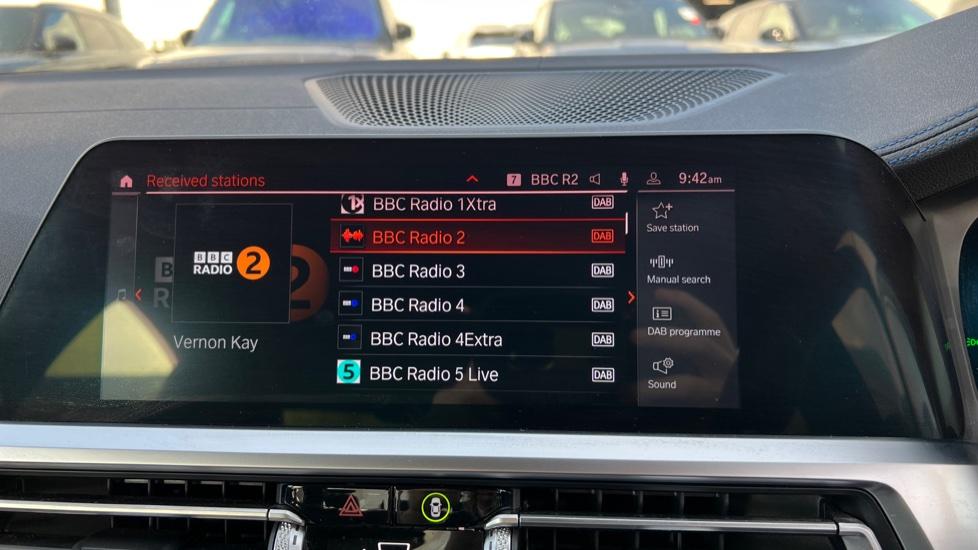 Received stations
7 BBC R2
9:42am
BBC
RADIO 2
Vernon Kay
BBC Radio 1Xtra DAB
BBC Radio 2 DAB
BBC Radio 3 DAB
BBC Radio 4 DAB
BBC Radio 4Extra DAB
5 BBC Radio 5 Live DAB
Save station
Manual search
DAB programme
Sound